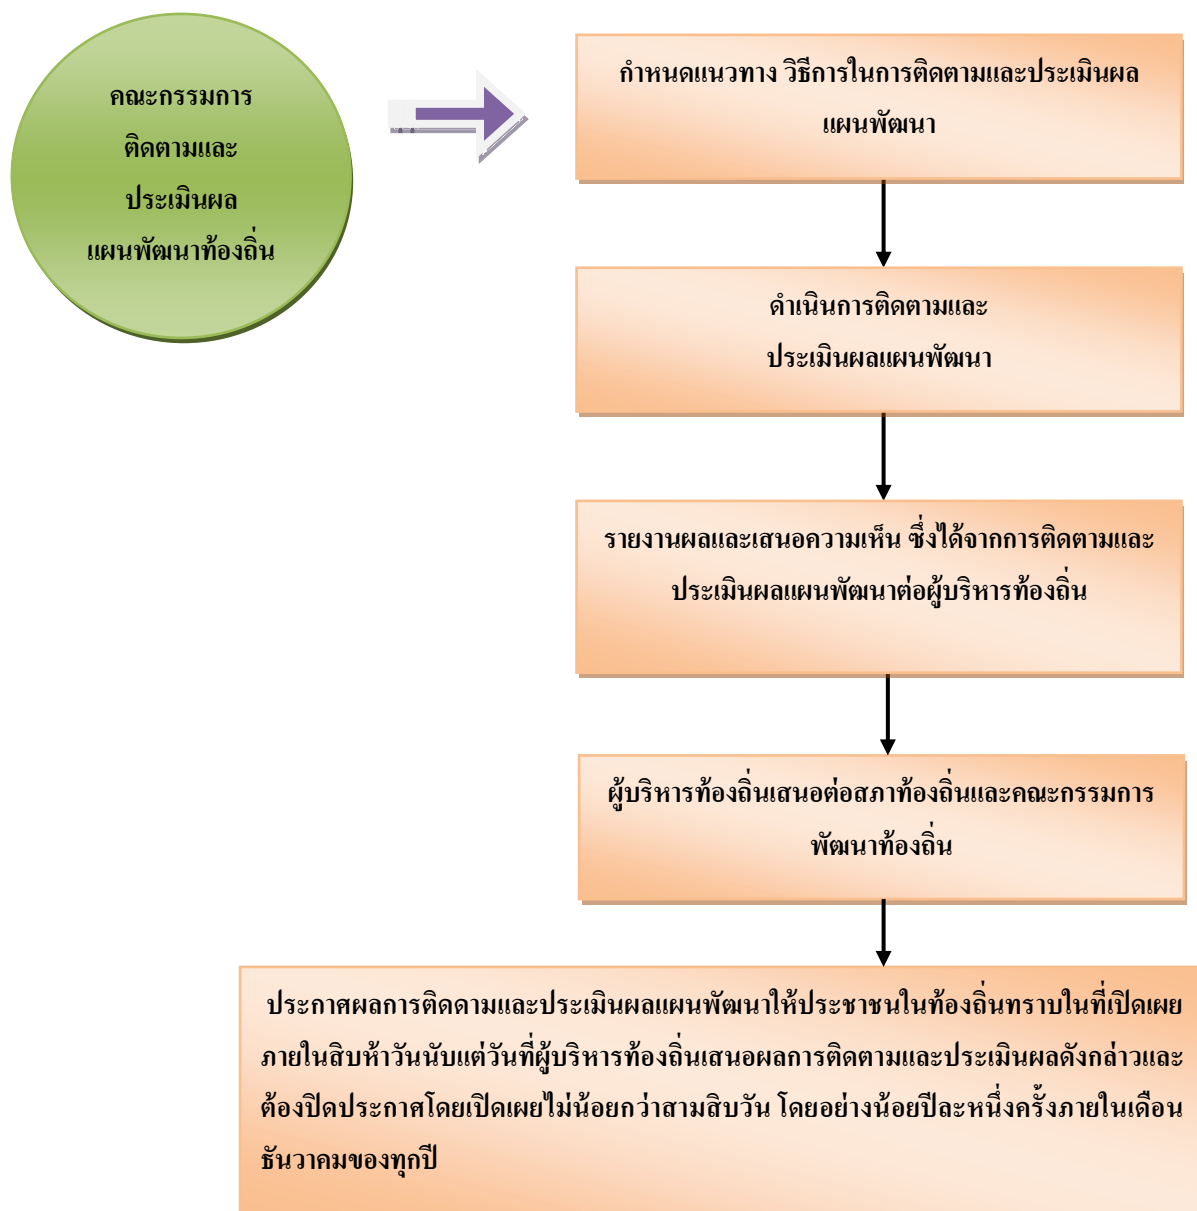 คณะกรรมการ
ติดตามและ
ประเมินผล
แผนพัฒนาท้องถิ่น
กำหนดแนวทาง วิธีการในการติดตามและประเมินผล
แผนพัฒนา
ดำเนินการติดตามและ
ประเมินผลแผนพัฒนา
รายงานผลและเสนอความเห็น ซึ่งได้จากการติดตามและ
ประเมินผลแผนพัฒนาต่อผู้บริหารท้องถิ่น
ผู้บริหารท้องถิ่นเสนอต่อสภาท้องถิ่นและคณะกรรมการ
พัฒนาท้องถิ่น
ประกาศผลการติดดามและประเมินผลแผนพัฒนาให้ประชาชนในท้องถิ่นทราบในที่เปิดเผย
ภายในสิบห้าวันนับแต่วันที่ผู้บริหารท้องถิ่นเสนอผลการติดตามและประเมินผลดังกล่าวและ
ต้องปิดประกาศโดยเปิดเผยไม่น้อยกว่าสามสิบวัน โดยอย่างน้อยปีละหนึ่งครั้งภายในเดือน
ธันวาคมของทุกปี